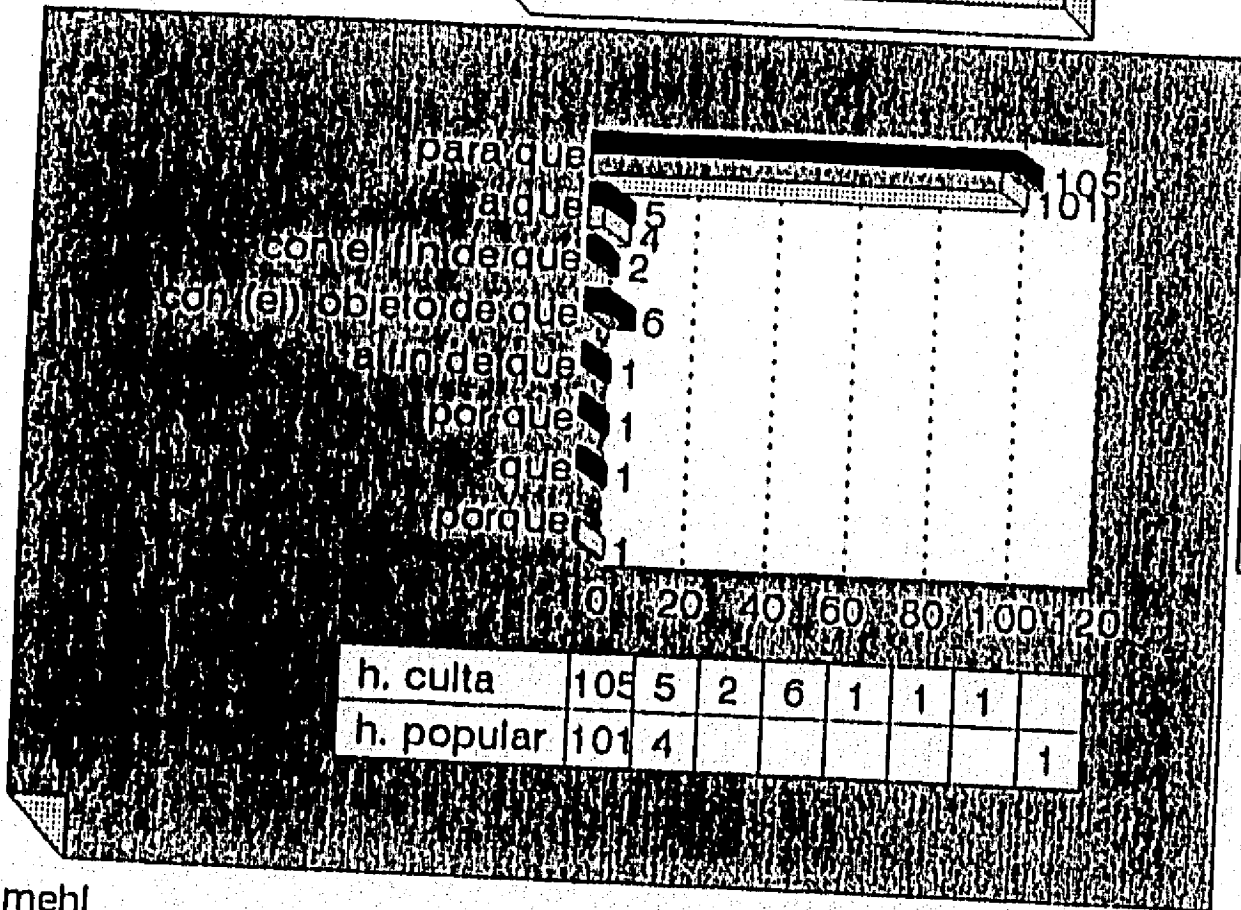 para que 105
101
a que 5
4
con el fin de que 2
con (el) objeto de que 6
a fin de que 1
por que 1
que 1
porque 1
0 20 40 60 80 100 120
h. culta 105 5 2 6 1 1 1
h. popular 101 4 1
mehl